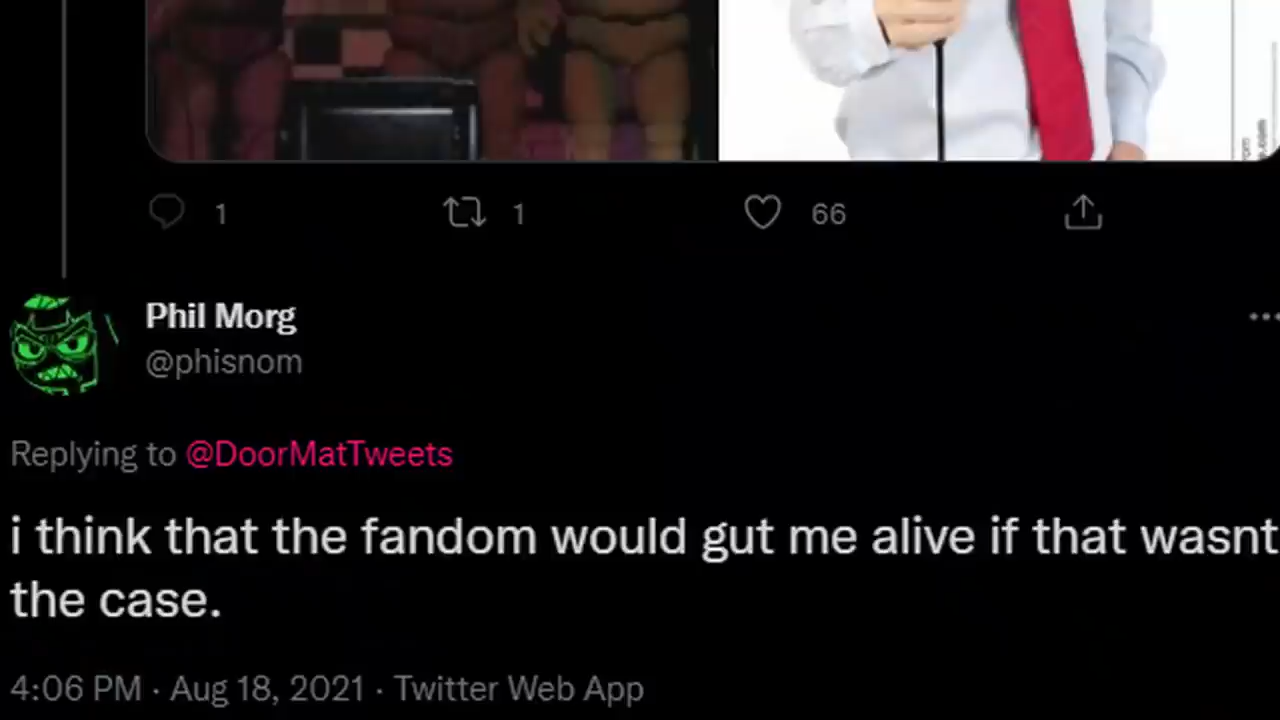 1 1 66
Phil Morg
@phisnom
Replying to @DoorMatTweets
i think that the fandom would gut me alive if that wasnt
the case.
4:06 PM · Aug 18, 2021 · Twitter Web App